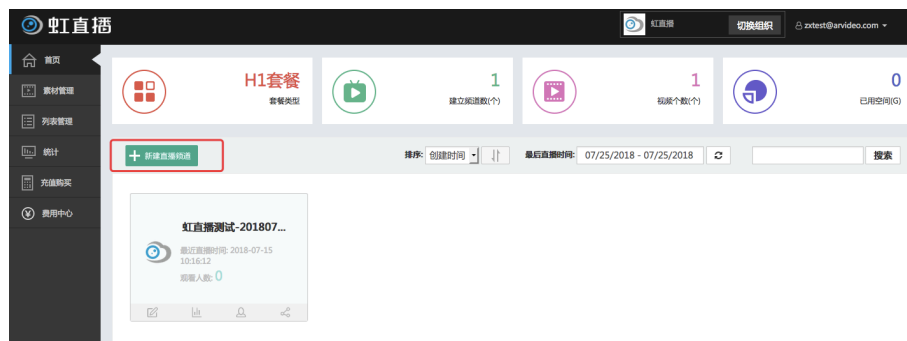 虹直播
虹直播
切换组织
zxtest@arvideo.com
首页
素材管理
列表管理
统计
充值购买
费用中心
H1套餐
套餐类型
1
建立频道数(个)
1
视频个数(个)
0
已用空间(G)
新建直播频道
排序: 创建时间
最后直播时间: 07/25/2018 - 07/25/2018
搜索
虹直播测试-201807...
最近直播时间: 2018-07-15
10:16:12
观看人数: 0